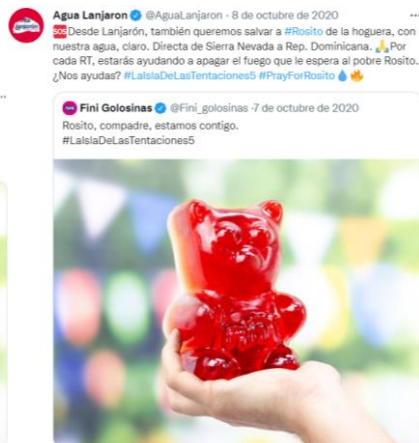 Agua Lanjaron @AguaLanjaron · 8 de octubre de 2020
🆘Desde Lanjarón, también queremos salvar a #Rosito de la hoguera, con
nuestra agua, claro. Directa de Sierra Nevada a Rep. Dominicana. 🙏Por
cada RT, estarás ayudando a apagar el fuego que le espera al pobre Rosito.
¿Nos ayudas? #LaIslaDeLasTentaciones5 #PrayForRosito 💧🔥
Fini Golosinas @Fini_golosinas ·7 de octubre de 2020
Rosito, compadre, estamos contigo.
#LaIslaDeLasTentaciones5